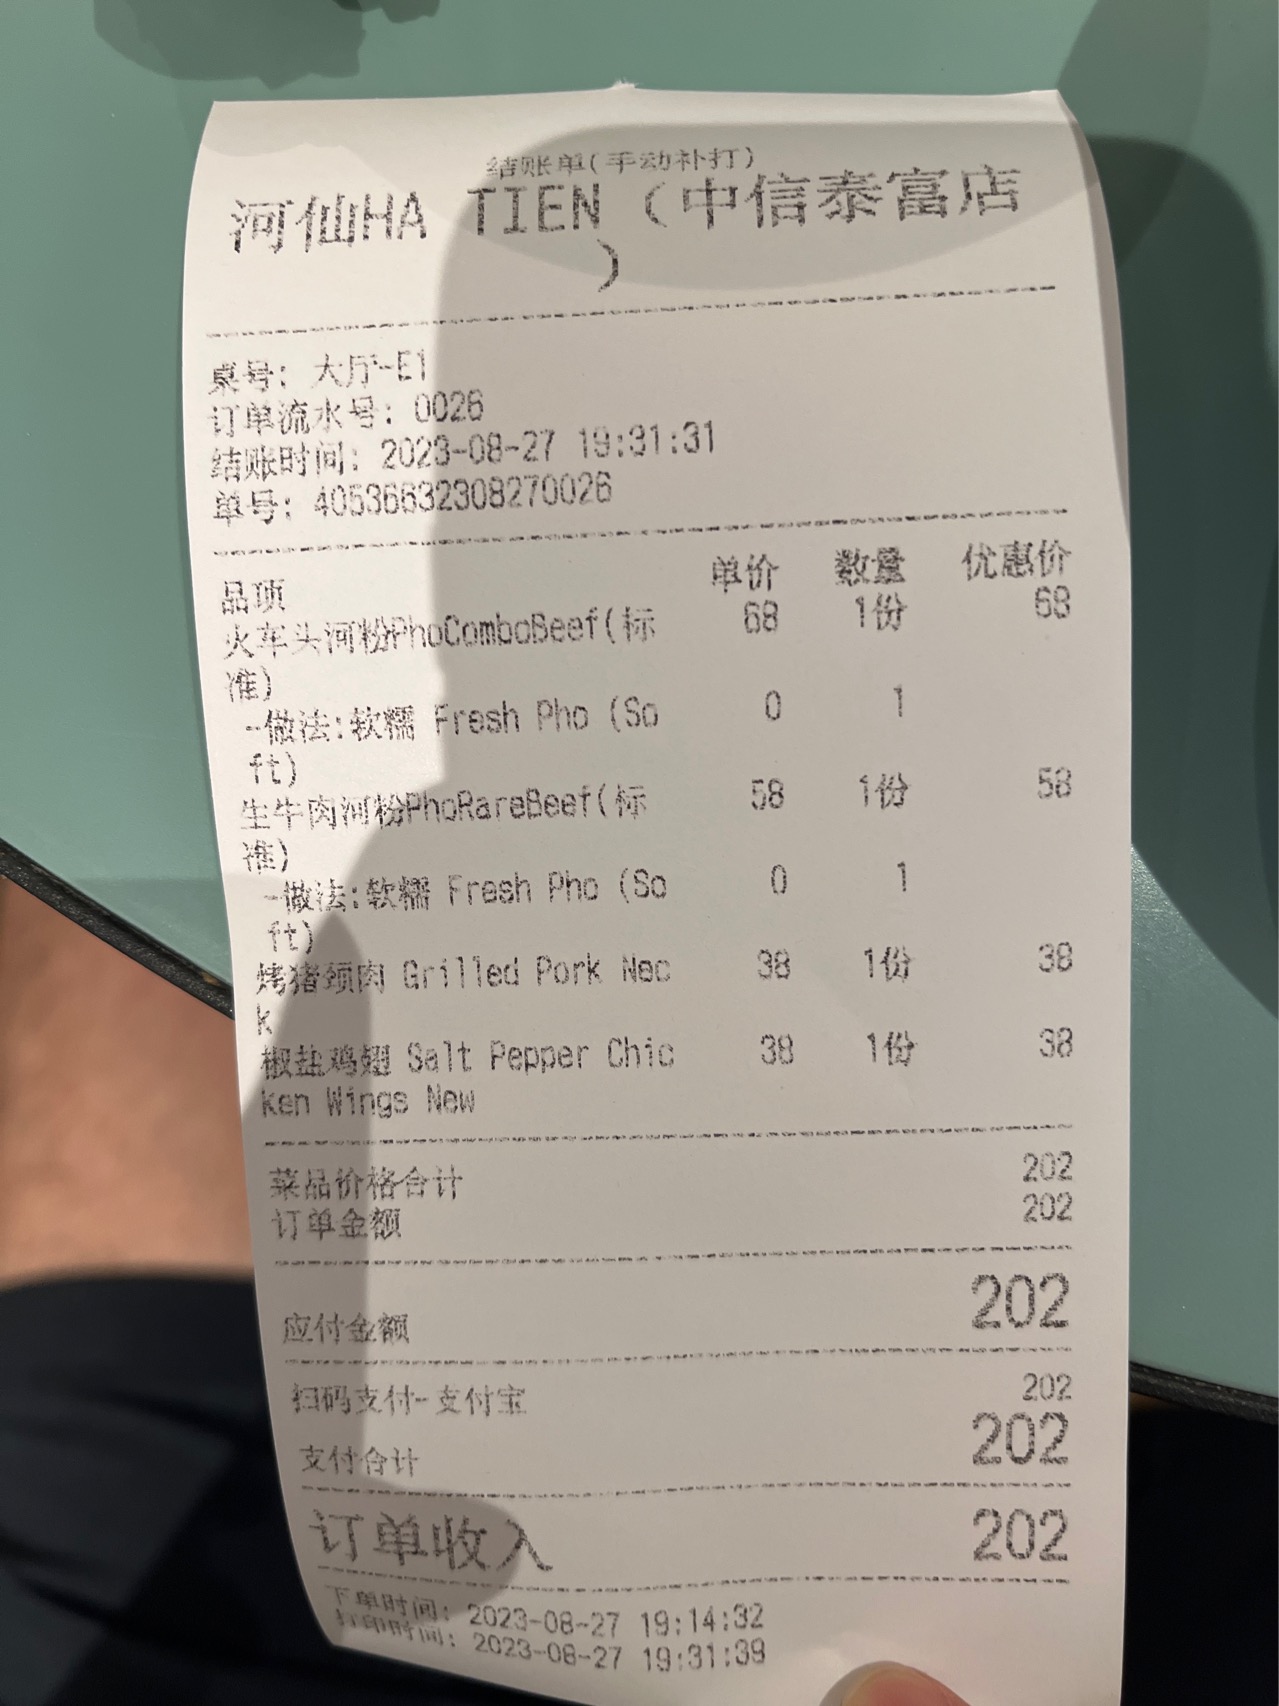 结账单(手动补打)
河仙HA TIEN（中信泰富店
）
桌号: 大厅-E1
订单流水号: 0026
结账时间: 2023-08-27 19:31:31
单号: 40536632308270026
品项 单价 数量 优惠价
火车头河粉PhoComboBeef(标 68 1份 68
准)
-做法:软糯 Fresh Pho (So 0 1
ft)
生牛肉河粉PhoRareBeef(标 58 1份 58
准)
-做法:软糯 Fresh Pho (So 0 1
ft)
烤猪颈肉 Grilled Pork Nec 38 1份 38
k
椒盐鸡翅 Salt Pepper Chic 38 1份 38
ken Wings New
菜品价格合计 202
订单金额 202
应付金额 202
扫码支付-支付宝 202
支付合计 202
订单收入 202
下单时间: 2023-08-27 19:14:32
打印时间: 2023-08-27 19:31:39